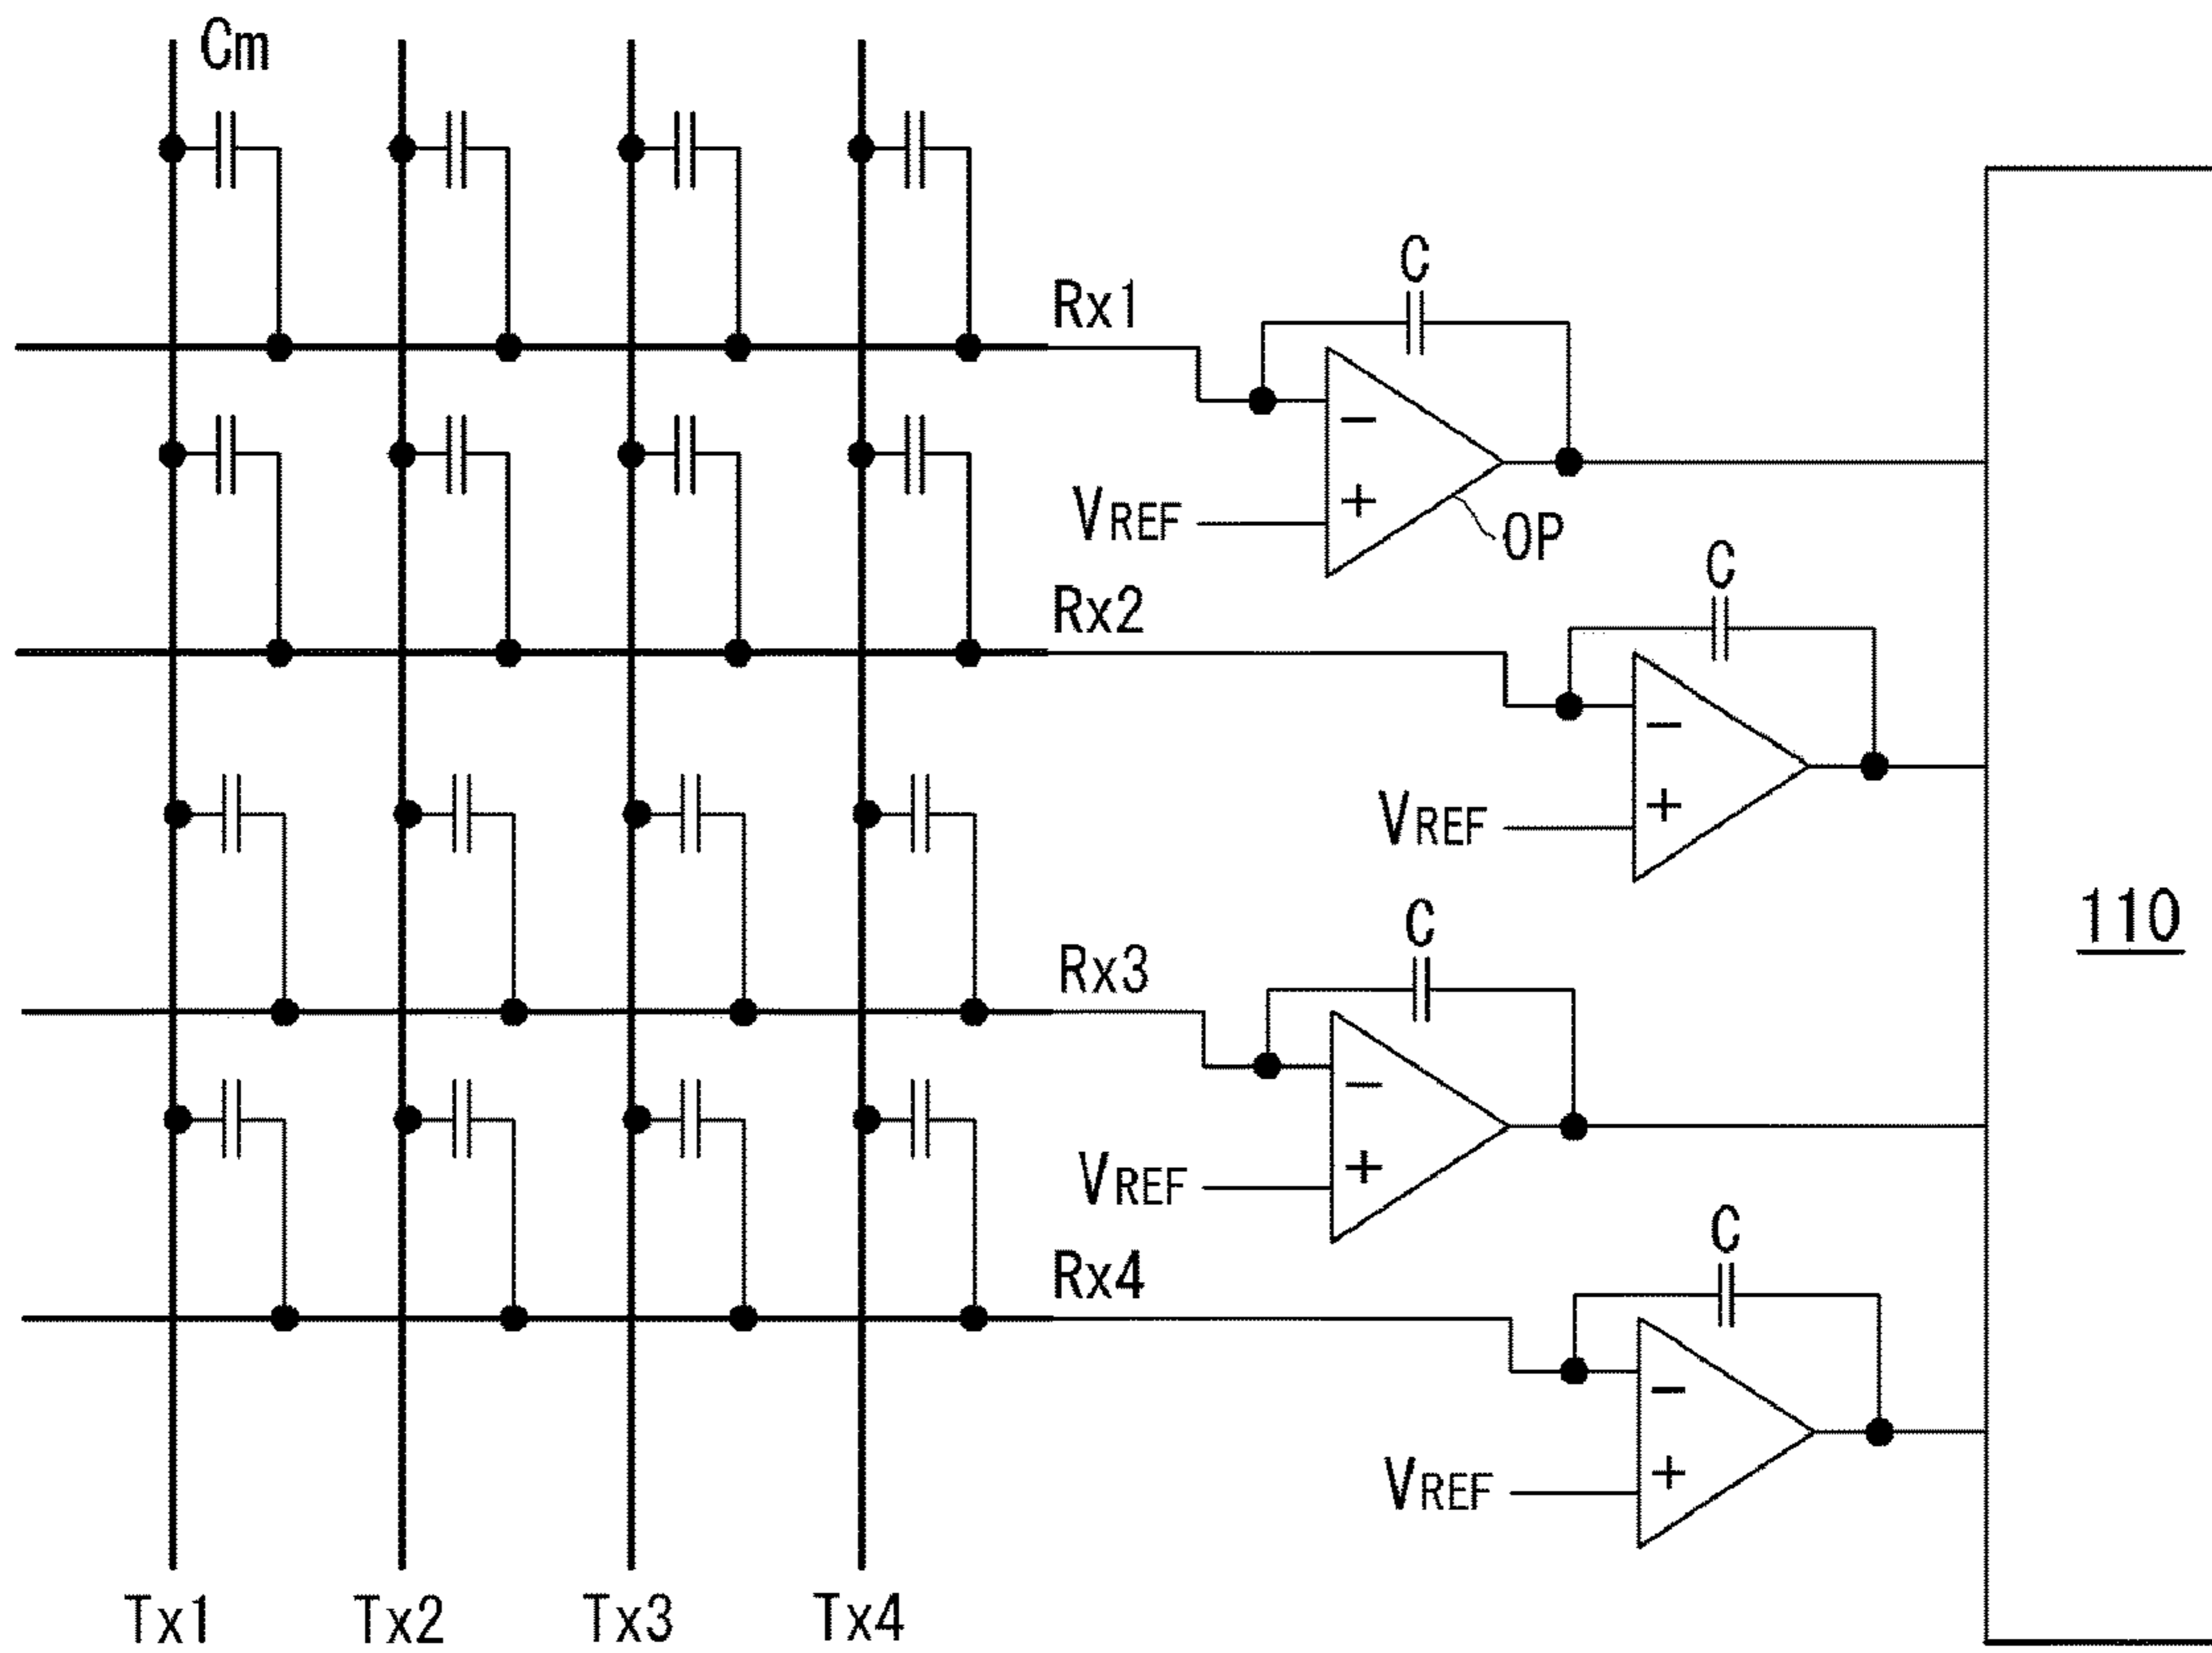 Cm
C
Rx1
VREF
OP
C
Rx2
VREF
C
110
Rx3
VREF
C
Rx4
VREF
Tx1 Tx2 Tx3 Tx4